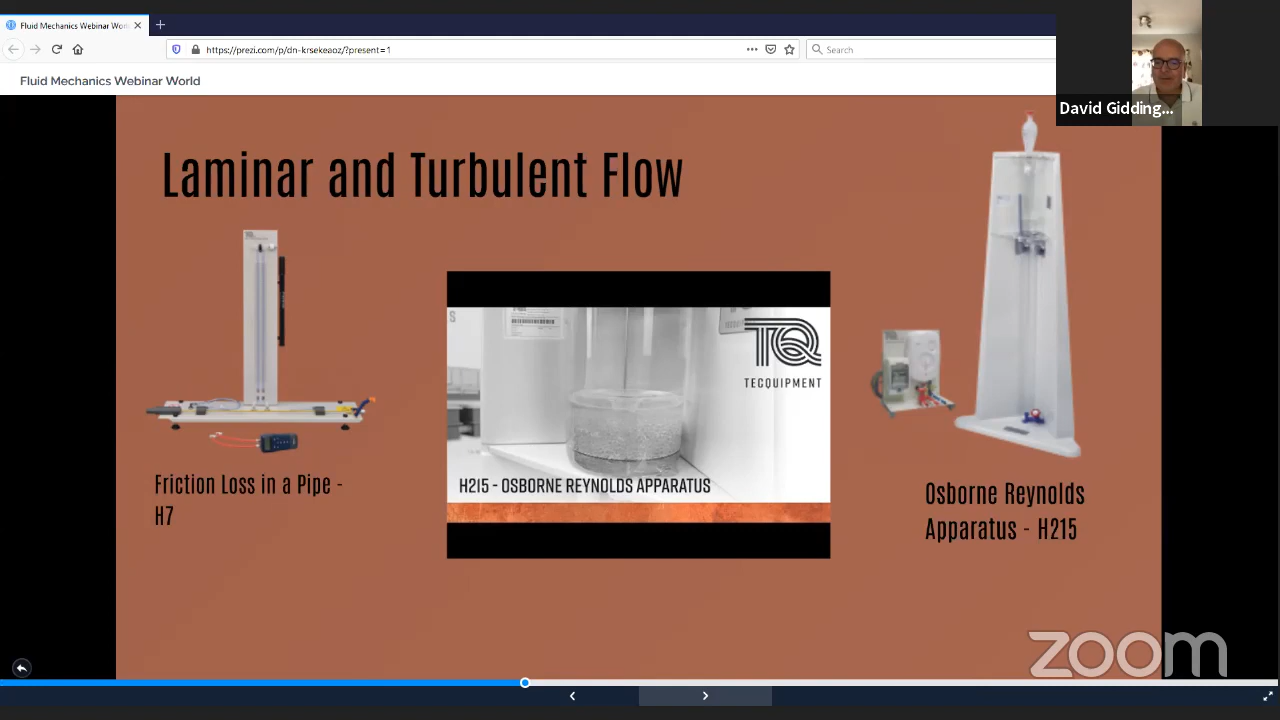 Fluid Mechanics Webinar Wor
https://prezi.com/p/dn-krsekeaoz/?present=1
Search
Fluid Mechanics Webinar World
David Gidding...
Laminar and Turbulent Flow
TQ
TECQUIPMENT
H215 - OSBORNE REYNOLDS APPARATUS
Friction Loss in a Pipe -
H7
Osborne Reynolds
Apparatus - H215
zoom